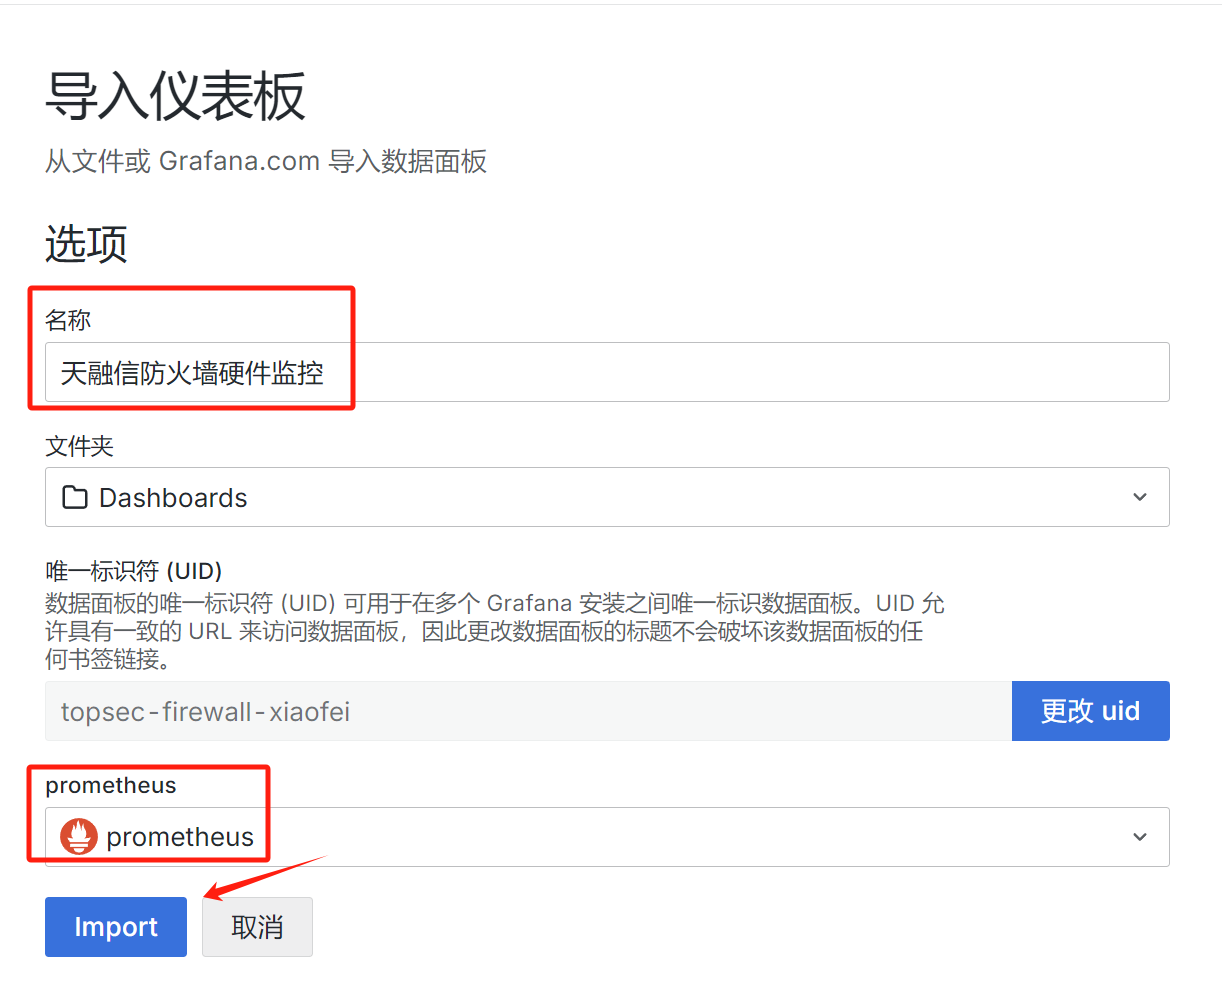 导入仪表板
从文件或 Grafana.com 导入数据面板
选项
名称
天融信防火墙硬件监控
文件夹
Dashboards
唯一标识符 (UID)
数据面板的唯一标识符 (UID) 可用于在多个 Grafana 安装之间唯一标识数据面板。UID 允
许具有一致的 URL 来访问数据面板，因此更改数据面板的标题不会破坏该数据面板的任
何书签链接。
topsec-firewall-xiaofei
更改 uid
prometheus
prometheus
Import
取消